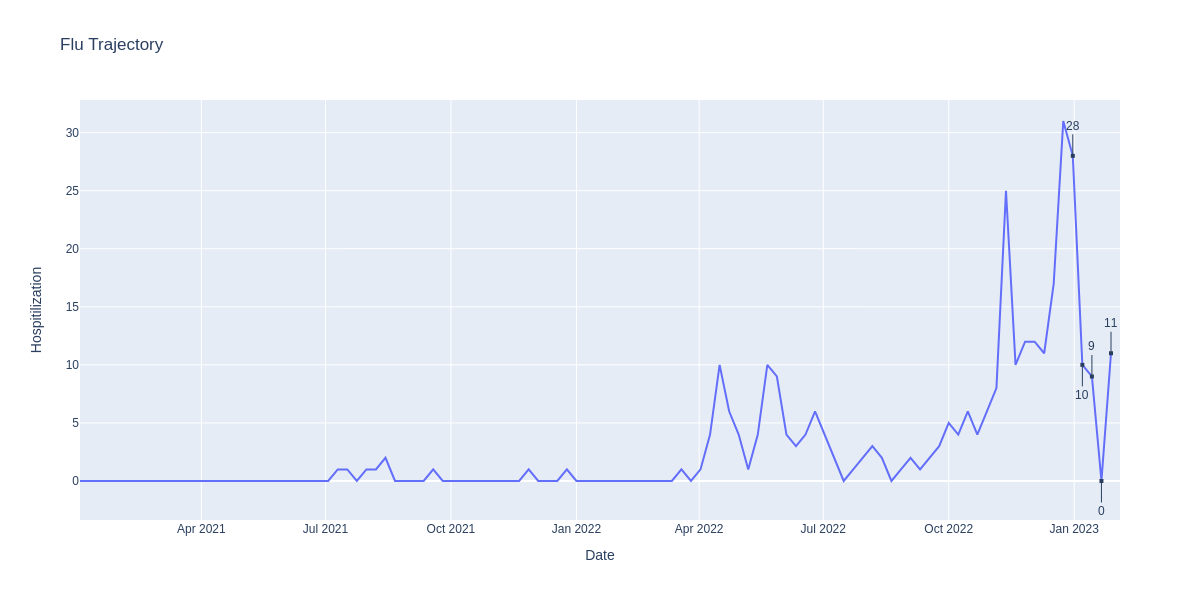 Flu Trajectory
30
25
20
15
10
5
0
Hospitilization
28
11
9
10
0
Apr 2021
Jul 2021
Oct 2021
Jan 2022
Apr 2022
Jul 2022
Oct 2022
Jan 2023
Date